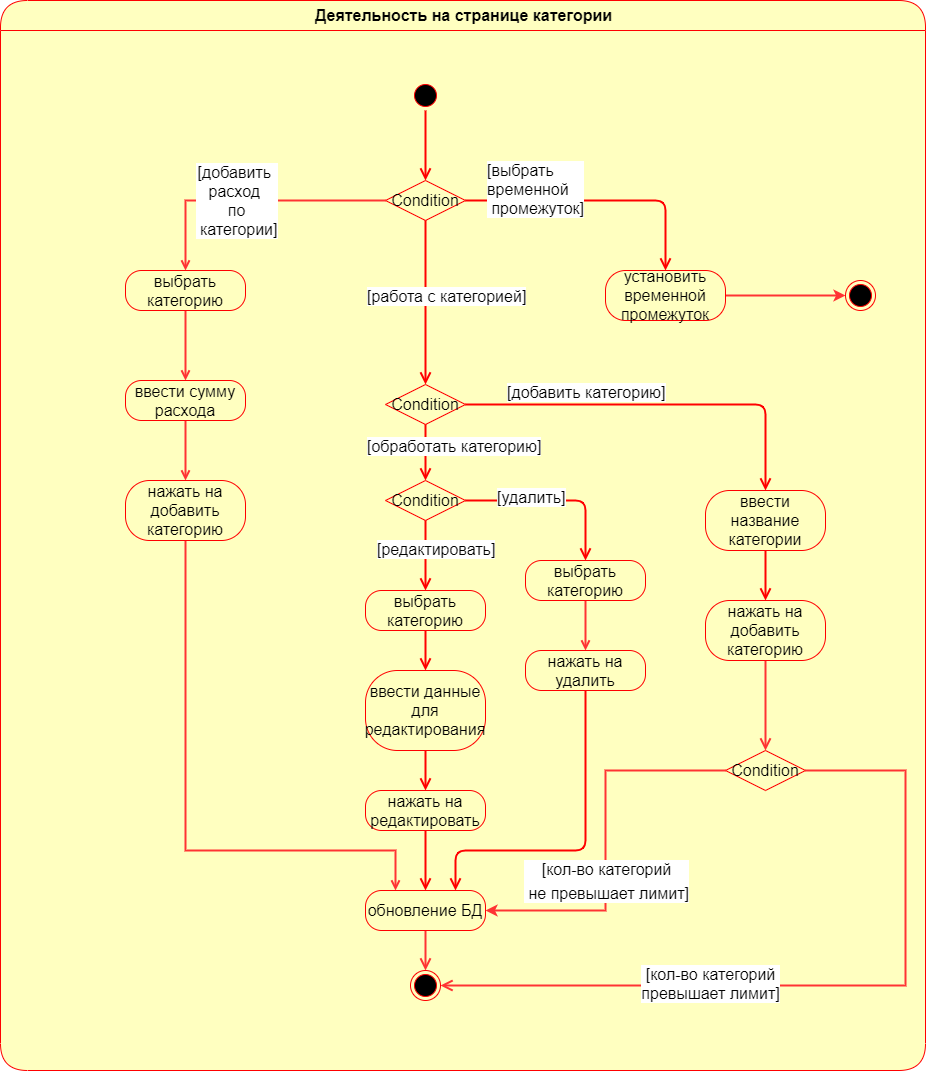 Деятельность на странице категории
[добавить
расход
по
категории]
Condition
[выбрать
временной
промежуток]
выбрать
категорию
[работа с категорией]
установить
временной
промежуток
ввести сумму
расхода
Condition
[добавить категорию]
[обработать категорию]
нажать на
добавить
категорию
Condition
[удалить]
ввести
название
категории
[редактировать]
выбрать
категорию
выбрать
категорию
нажать на
добавить
категорию
ввести данные
для
редактирования
нажать на
удалить
Condition
нажать на
редактировать
[кол-во категорий
не превышает лимит]
обновление БД
[кол-во категорий
превышает лимит]